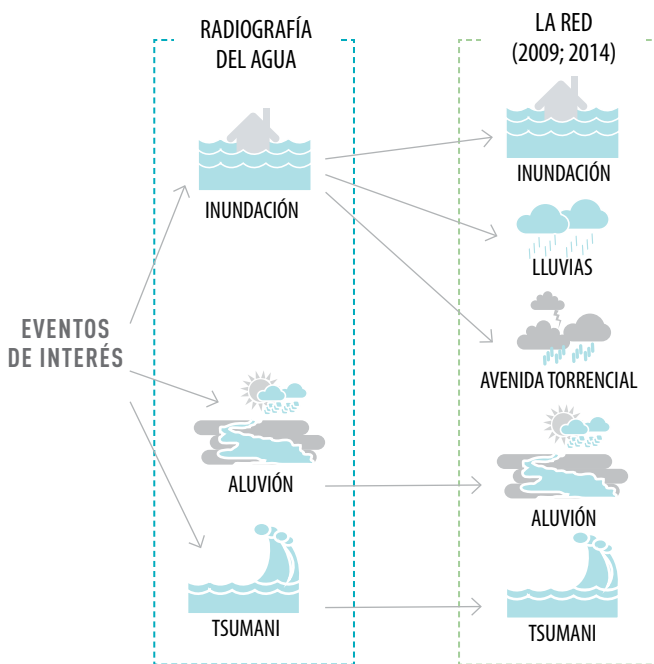 RADIOGRAFÍA
DEL AGUA
LA RED
(2009; 2014)
EVENTOS
DE INTERÉS
INUNDACIÓN
ALUVIÓN
TSUMANI
INUNDACIÓN
LLUVIAS
AVENIDA TORRENCIAL
ALUVIÓN
TSUMANI